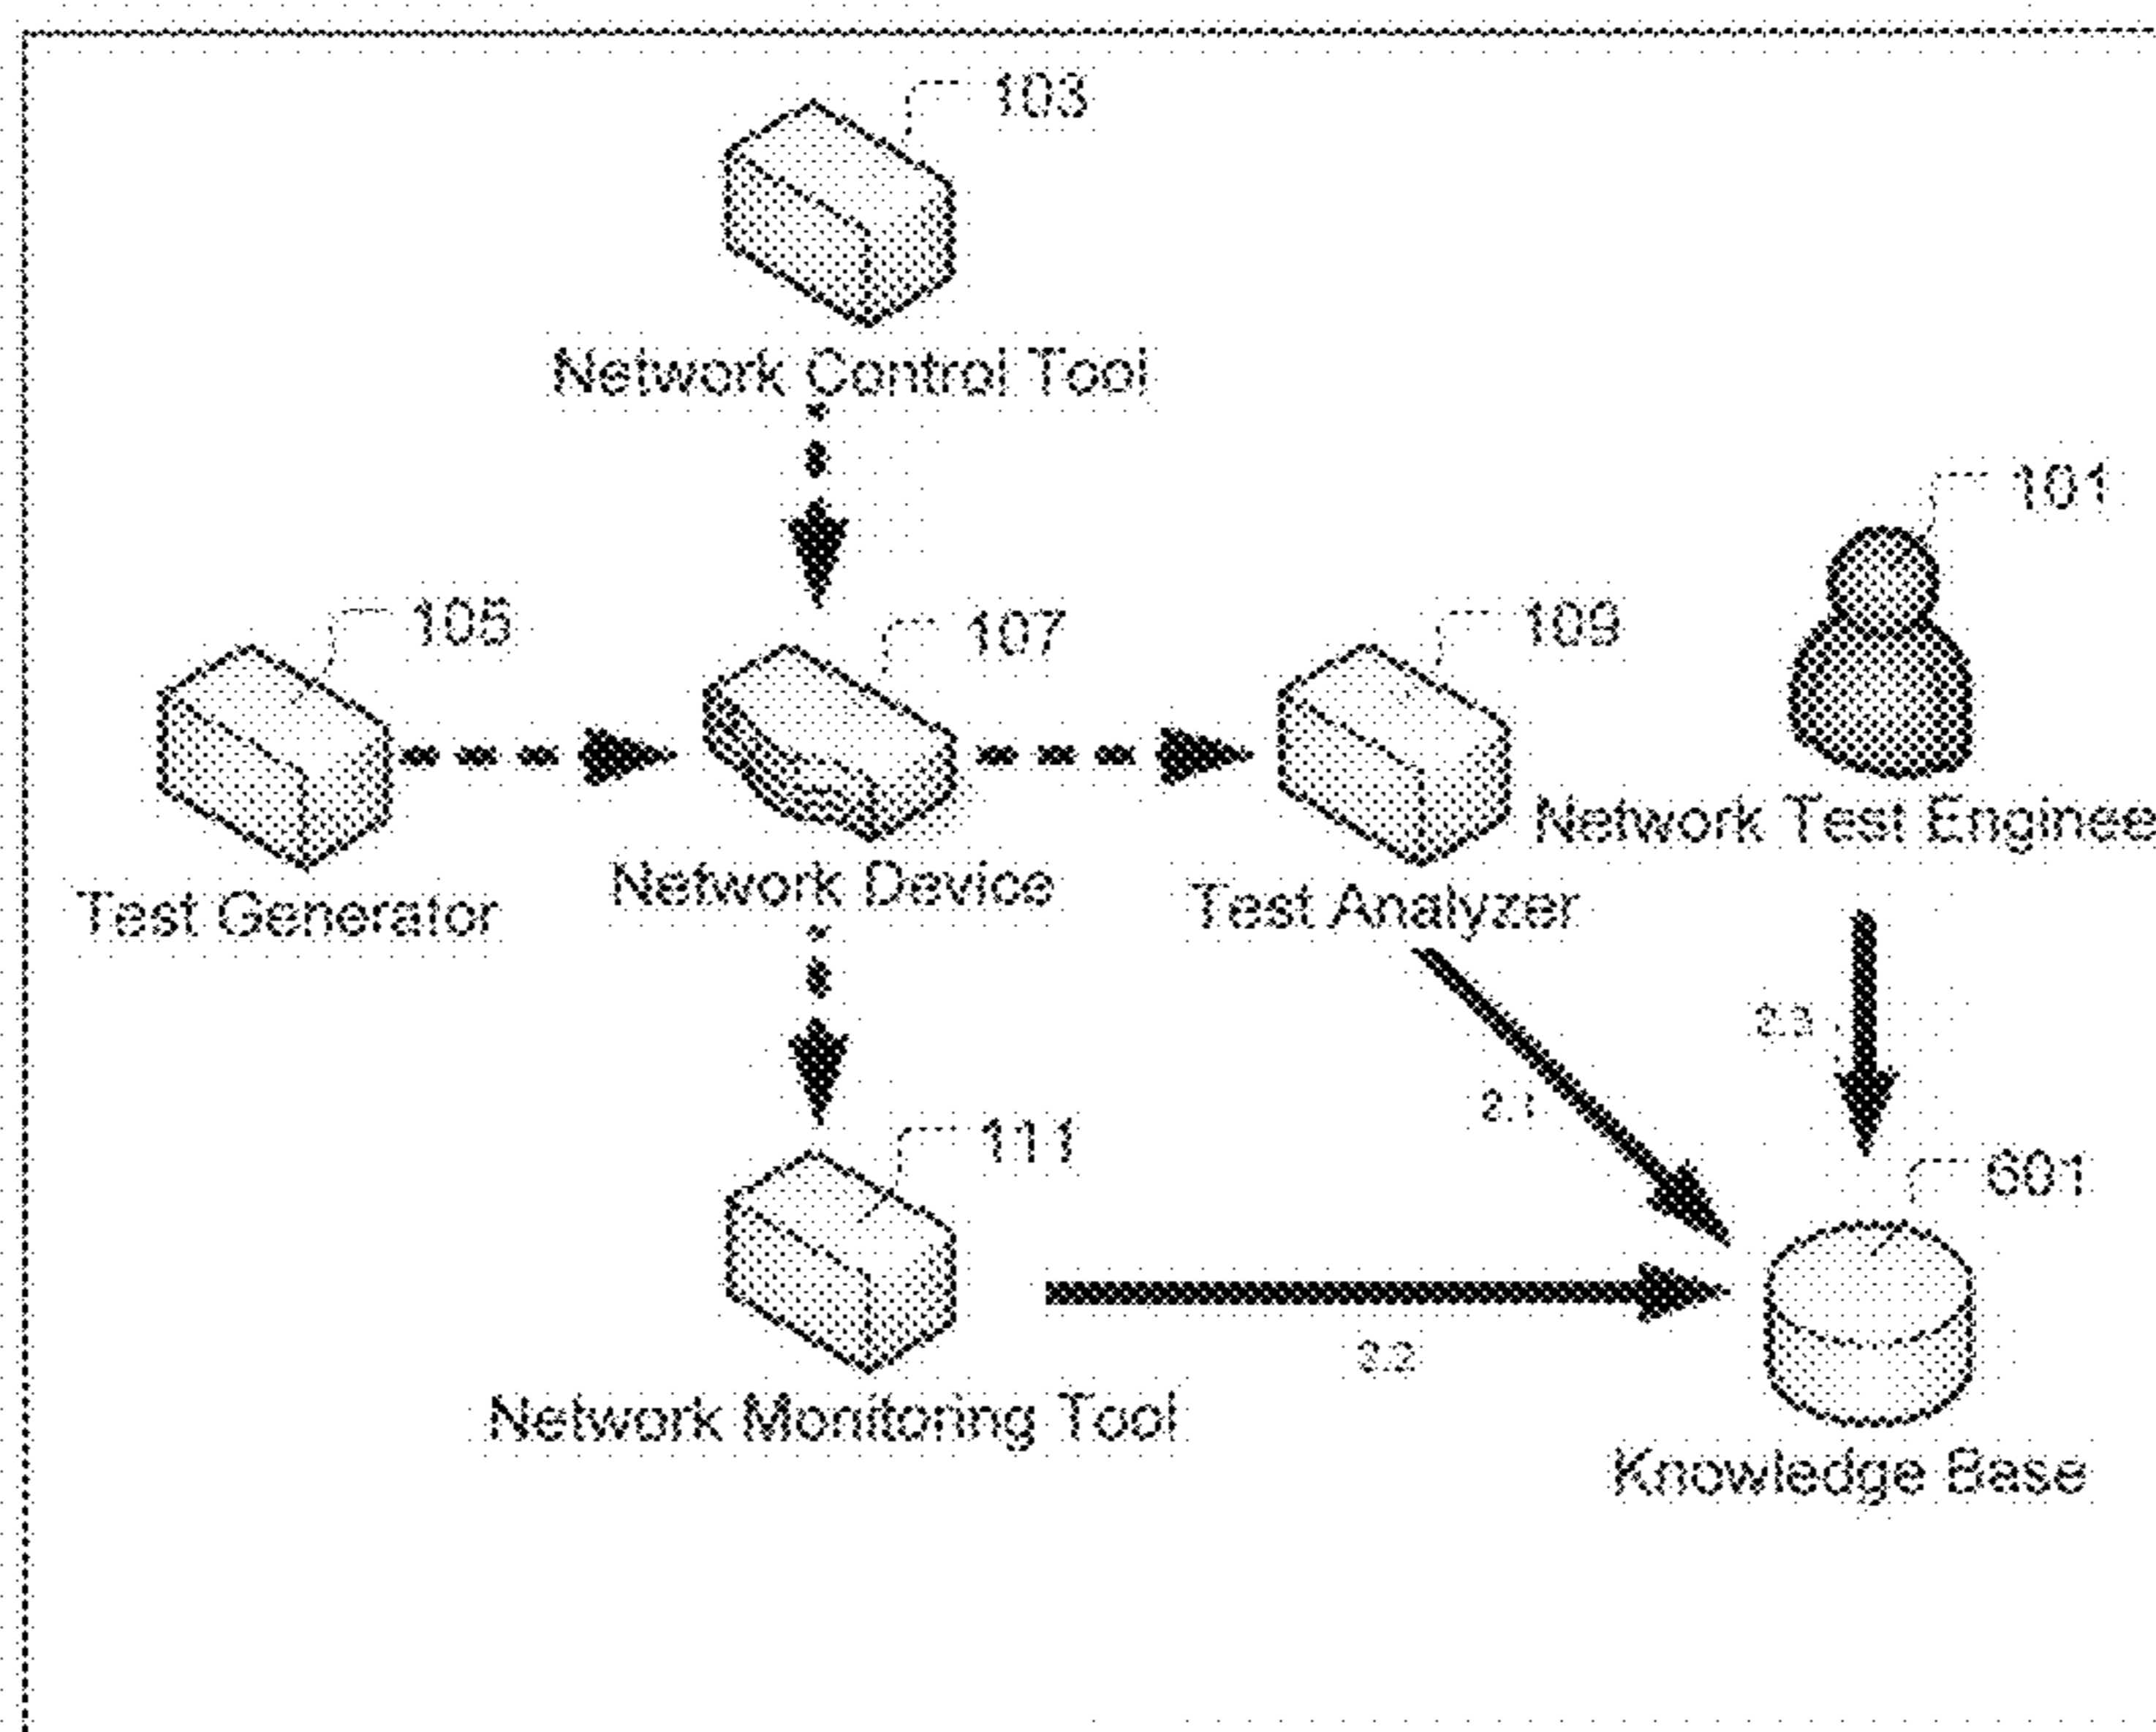 103
Network Control Tool
101
105
107
109
Network Test Enginee
Test Generator
Network Device
Test Analyzer
2.3
2.1
111
601
2.2
Network Monitoring Tool
Knowledge Base